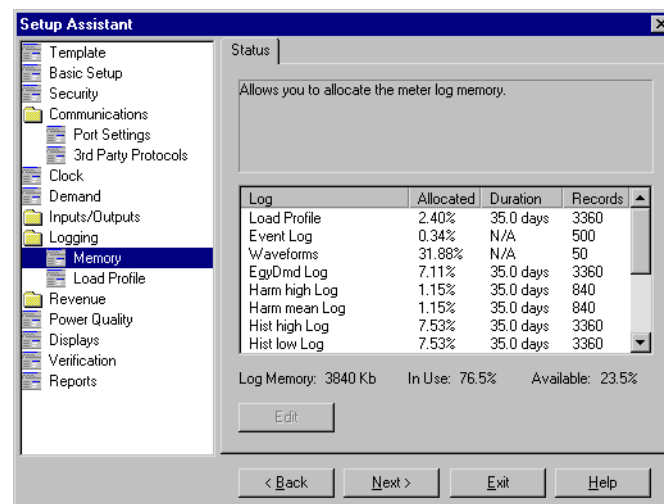 Setup Assistant
Template
Basic Setup
Security
Communications
Port Settings
3rd Party Protocols
Clock
Demand
Inputs/Outputs
Logging
Memory
Load Profile
Revenue
Power Quality
Displays
Verification
Reports
Status
Allows you to allocate the meter log memory.
Log Allocated Duration Records
Load Profile 2.40% 35.0 days 3360
Event Log 0.34% N/A 500
Waveforms 31.88% N/A 50
EgyDmd Log 7.11% 35.0 days 3360
Harm high Log 1.15% 35.0 days 840
Harm mean Log 1.15% 35.0 days 840
Hist high Log 7.53% 35.0 days 3360
Hist low Log 7.53% 35.0 days 3360
Log Memory: 3840 Kb In Use: 76.5% Available: 23.5%
Edit
< Back Next > Exit Help